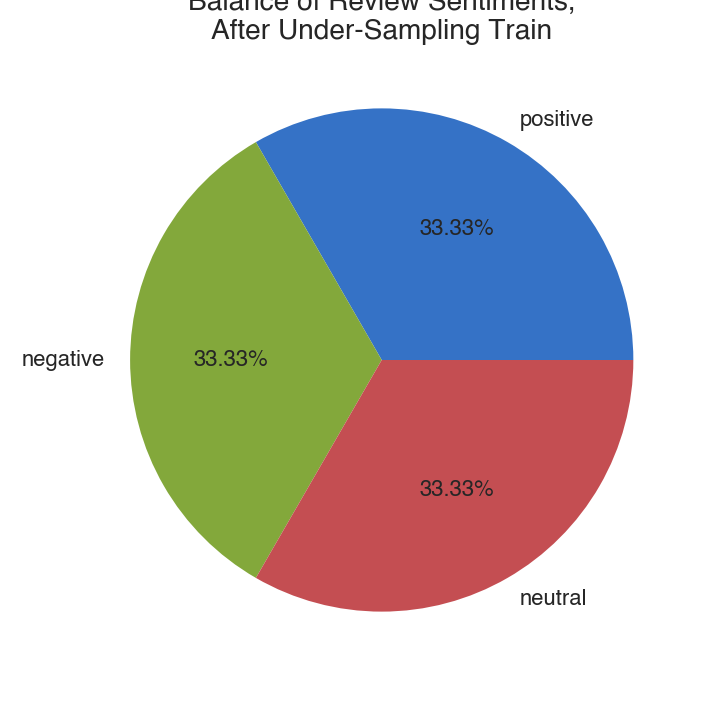 Balance of Review Sentiments,
After Under-Sampling Train
positive
33.33%
negative
33.33%
33.33%
neutral